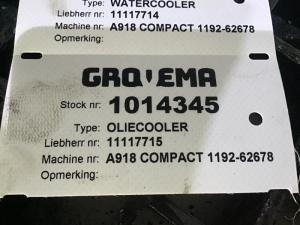 Type: WATERCOOLER
Liebherr nr: 11117714
Machine nr: A918 COMPACT 1192-62678
Opmerking:
GROVEMA
Stock nr: 1014345
Type: OLIECOOLER
Liebherr nr: 11117715
Machine nr: A918 COMPACT 1192-62678
Opmerking: